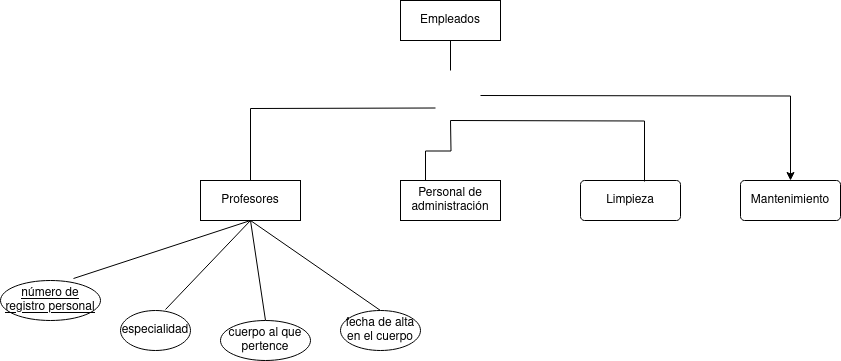 Empleados
Profesores
Personal de
administración
Limpieza
Mantenimiento
número de
registro personal
especialidad
cuerpo al que
pertence
fecha de alta
en el cuerpo